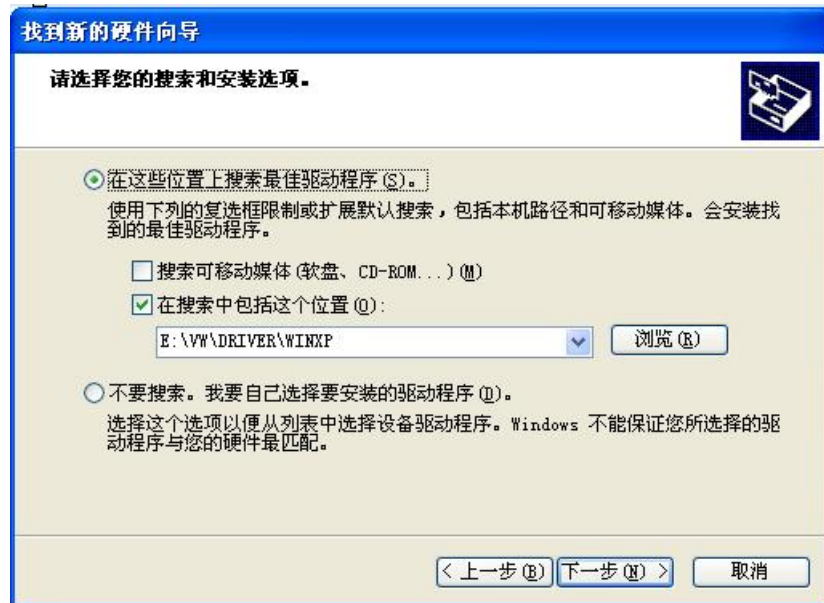 找到新的硬件向导
请选择您的搜索和安装选项。
在这些位置上搜索最佳驱动程序(S)。
使用下列的复选框限制或扩展默认搜索，包括本机路径和可移动媒体。会安装找
到的最佳驱动程序。
搜索可移动媒体(软盘、CD-ROM...)(M)
在搜索中包括这个位置(O):
E:\VW\DRIVER\WINXP
浏览(R)
不要搜索。我要自己选择要安装的驱动程序(D)。
选择这个选项以便从列表中选择设备驱动程序。Windows 不能保证您所选择的驱
动程序与您的硬件最匹配。
< 上一步(B)
下一步(N) >
取消